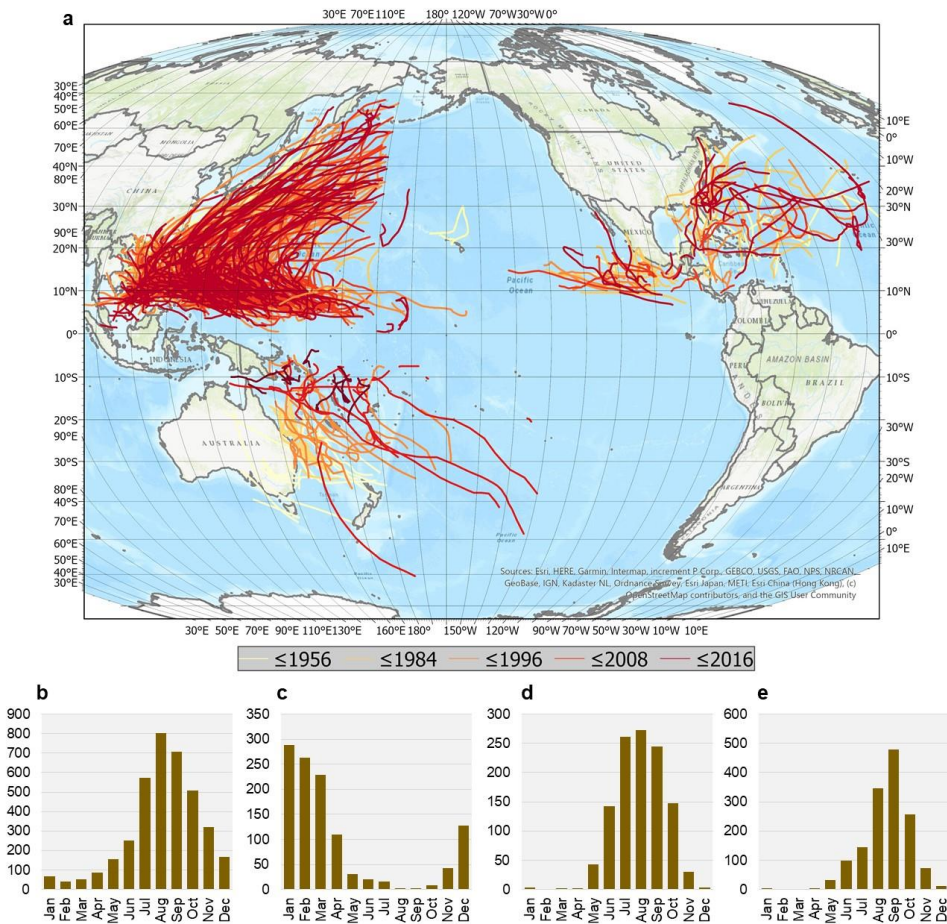 a
30°E 70°E 110°E 180° 120°W 70°W 30°W 0°
30°E
40°E
50°E
60°E
70°E
40°N
80°E
30°N
90°E
20°N
10°N
0°
10°S
20°S
90°E
30°S
80°E
40°S
70°E
60°E
50°E
40°E
30°E
10°E
0°
10°W
20°W
30°N
30°W
10°N
0°
10°S
30°W
30°S
20°W
40°S
10°W
0°
10°E
MONGOLIA
CHINA
CANADA
UNITED
STATES
MÉXICO
Pacific
Ocean
INDONESIA
AUSTRALIA
VENEZUELA
COLOMBIA
AMAZON BASIN
PERU
BRAZIL
BOLIVIA
ARGENTINA
Pacific
Ocean
Sources: Esri, HERE, Garmin, Intermap, increment P Corp., GEBCO, USGS, FAO, NPS, NRCAN,
GeoBase, IGN, Kadaster NL, Ordnance Survey, Esri Japan, METI, Esri China (Hong Kong), (c)
OpenStreetMap contributors, and the GIS User Community
30°E 50°E 70°E 90°E 110°E 130°E 160°E 180° 150°W 120°W 90°W 70°W 50°W 30°W 10°W 10°E
≤1956 ≤1984 ≤1996 ≤2008 ≤2016
b
900
800
700
600
500
400
300
200
100
0
Jan Feb Mar Apr May Jun Jul Aug Sep Oct Nov Dec
c
350
300
250
200
150
100
50
0
Jan Feb Mar Apr May Jun Jul Aug Sep Oct Nov Dec
d
300
250
200
150
100
50
0
Jan Feb Mar Apr May Jun Jul Aug Sep Oct Nov Dec
e
600
500
400
300
200
100
0
Jan Feb Mar Apr May Jun Jul Aug Sep Oct Nov Dec